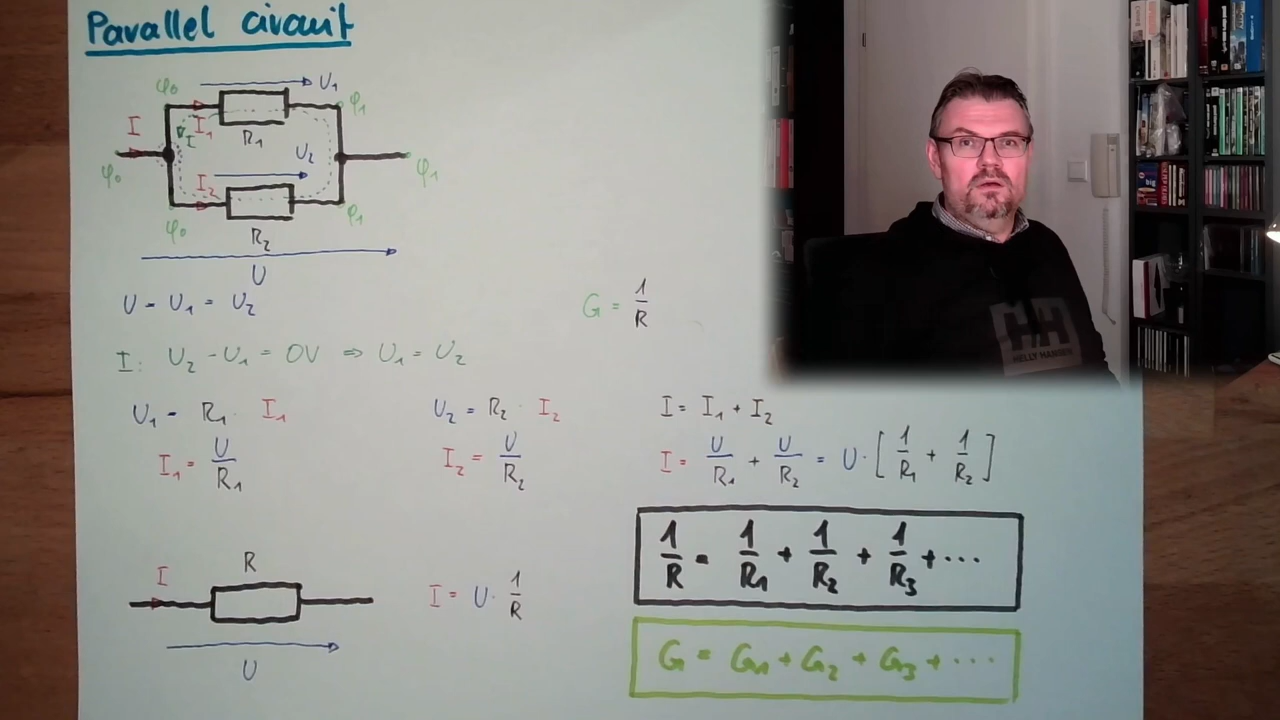 Parallel circuit
φ₀ U₁ φ₁
I I₁ R₁
I
U₂
φ₀ φ₁
I₂
φ₀ R₂ φ₁
U
U = U₁ = U₂
G = 1/R
I: U₂ - U₁ = 0V ⇒ U₁ = U₂
U₁ = R₁ · I₁ U₂ = R₂ · I₂ I = I₁ + I₂
I₁ = U/R₁ I₂ = U/R₂ I = U/R₁ + U/R₂ = U · [1/R₁ + 1/R₂]
1/R = 1/R₁ + 1/R₂ + 1/R₃ + ...
R
I I = U · 1/R
U
G = G₁ + G₂ + G₃ + ...
HH
HELLY HANSEN